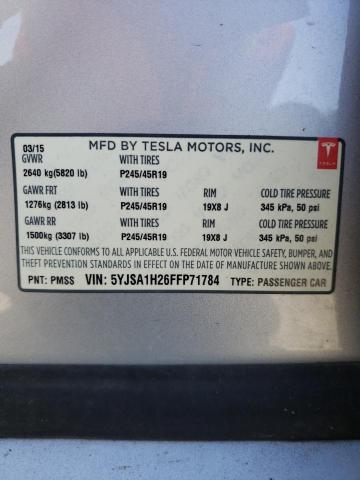 03/15 MFD BY TESLA MOTORS, INC.
GVWR WITH TIRES
2640 kg(5820 lb) P245/45R19
TESLA
GAWR FRT WITH TIRES RIM COLD TIRE PRESSURE
1276kg (2813 lb) P245/45R19 19X8 J 345 kPa, 50 psi
GAWR RR WITH TIRES RIM COLD TIRE PRESSURE
1500kg (3307 lb) P245/45R19 19X8 J 345 kPa, 50 psi
THIS VEHICLE CONFORMS TO ALL APPLICABLE U.S. FEDERAL MOTOR VEHICLE SAFETY, BUMPER, AND
THEFT PREVENTION STANDARDS IN EFFECT ON THE DATE OF MANUFACTURE SHOWN ABOVE.
PNT: PMSS VIN: 5YJSA1H26FFP71784 TYPE: PASSENGER CAR